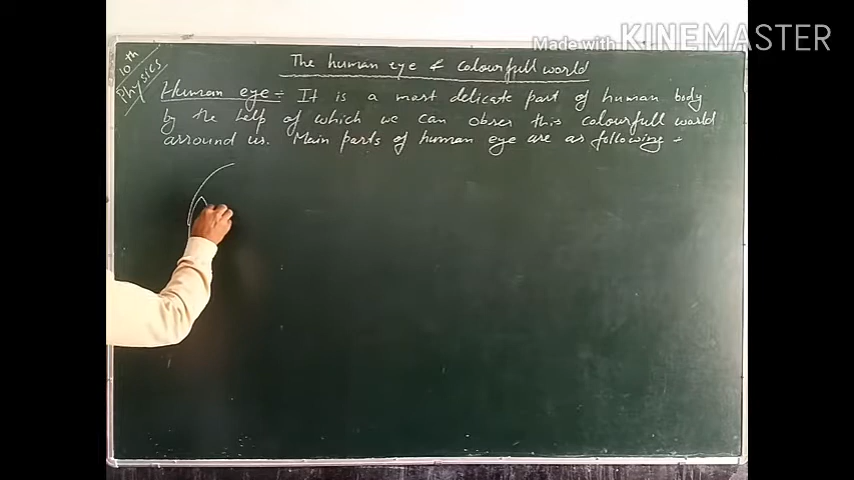 Made with KINEMASTER
10th
Physics
The human eye & colourfull world
Human eye :- It is a most delicate part of human body
by the help of which we can obser this colourfull world
arround us. Main parts of human eye are as following :-